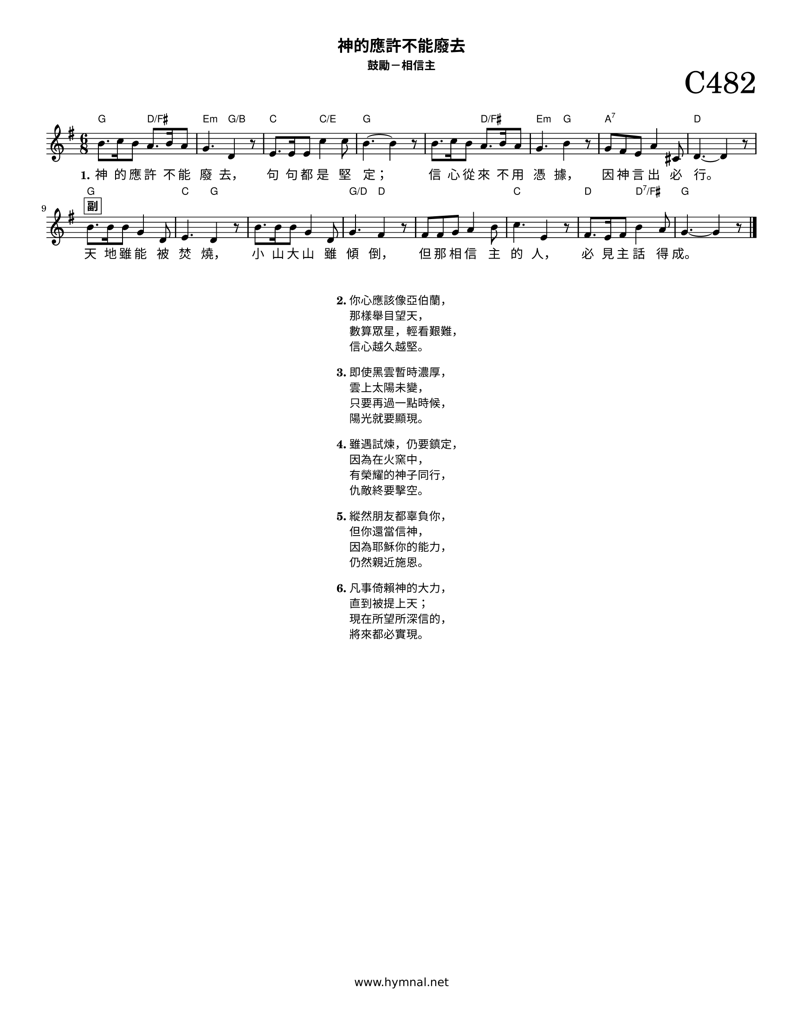 神的應許不能廢去
鼓勵－相信主
C482
G D/F♯ Em G/B C C/E G D/F♯ Em G A7 D
6 8
1. 神 的 應 許 不 能 廢 去， 句 句 都 是 堅 定； 信 心 從 來 不 用 憑 據， 因 神 言 出 必 行。
G C G G/D D C D D7/F♯ G
9 副
天 地 雖 能 被 焚 燒， 小 山 大 山 雖 傾 倒， 但 那 相 信 主 的 人， 必 見 主 話 得 成。
2. 你心應該像亞伯蘭，
那樣舉目望天，
數算眾星，輕看艱難，
信心越久越堅。
3. 即使黑雲暫時濃厚，
雲上太陽未變，
只要再過一點時候，
陽光就要顯現。
4. 雖遇試煉，仍要鎮定，
因為在火窯中，
有榮耀的神子同行，
仇敵終要擊空。
5. 縱然朋友都辜負你，
但你還當信神，
因為耶穌你的能力，
仍然親近施恩。
6. 凡事倚賴神的大力，
直到被提上天；
現在所望所深信的，
將來都必實現。
www.hymnal.net